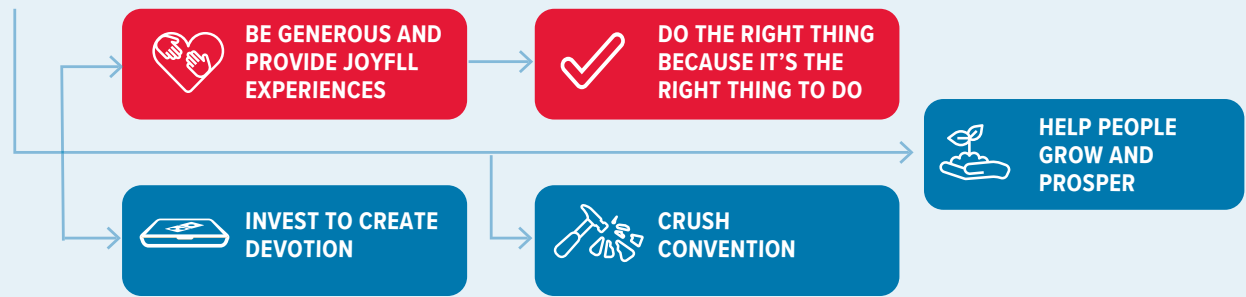 BE GENEROUS AND
PROVIDE JOYFLL
EXPERIENCES
DO THE RIGHT THING
BECAUSE IT'S THE
RIGHT THING TO DO
HELP PEOPLE
GROW AND
PROSPER
INVEST TO CREATE
DEVOTION
CRUSH
CONVENTION